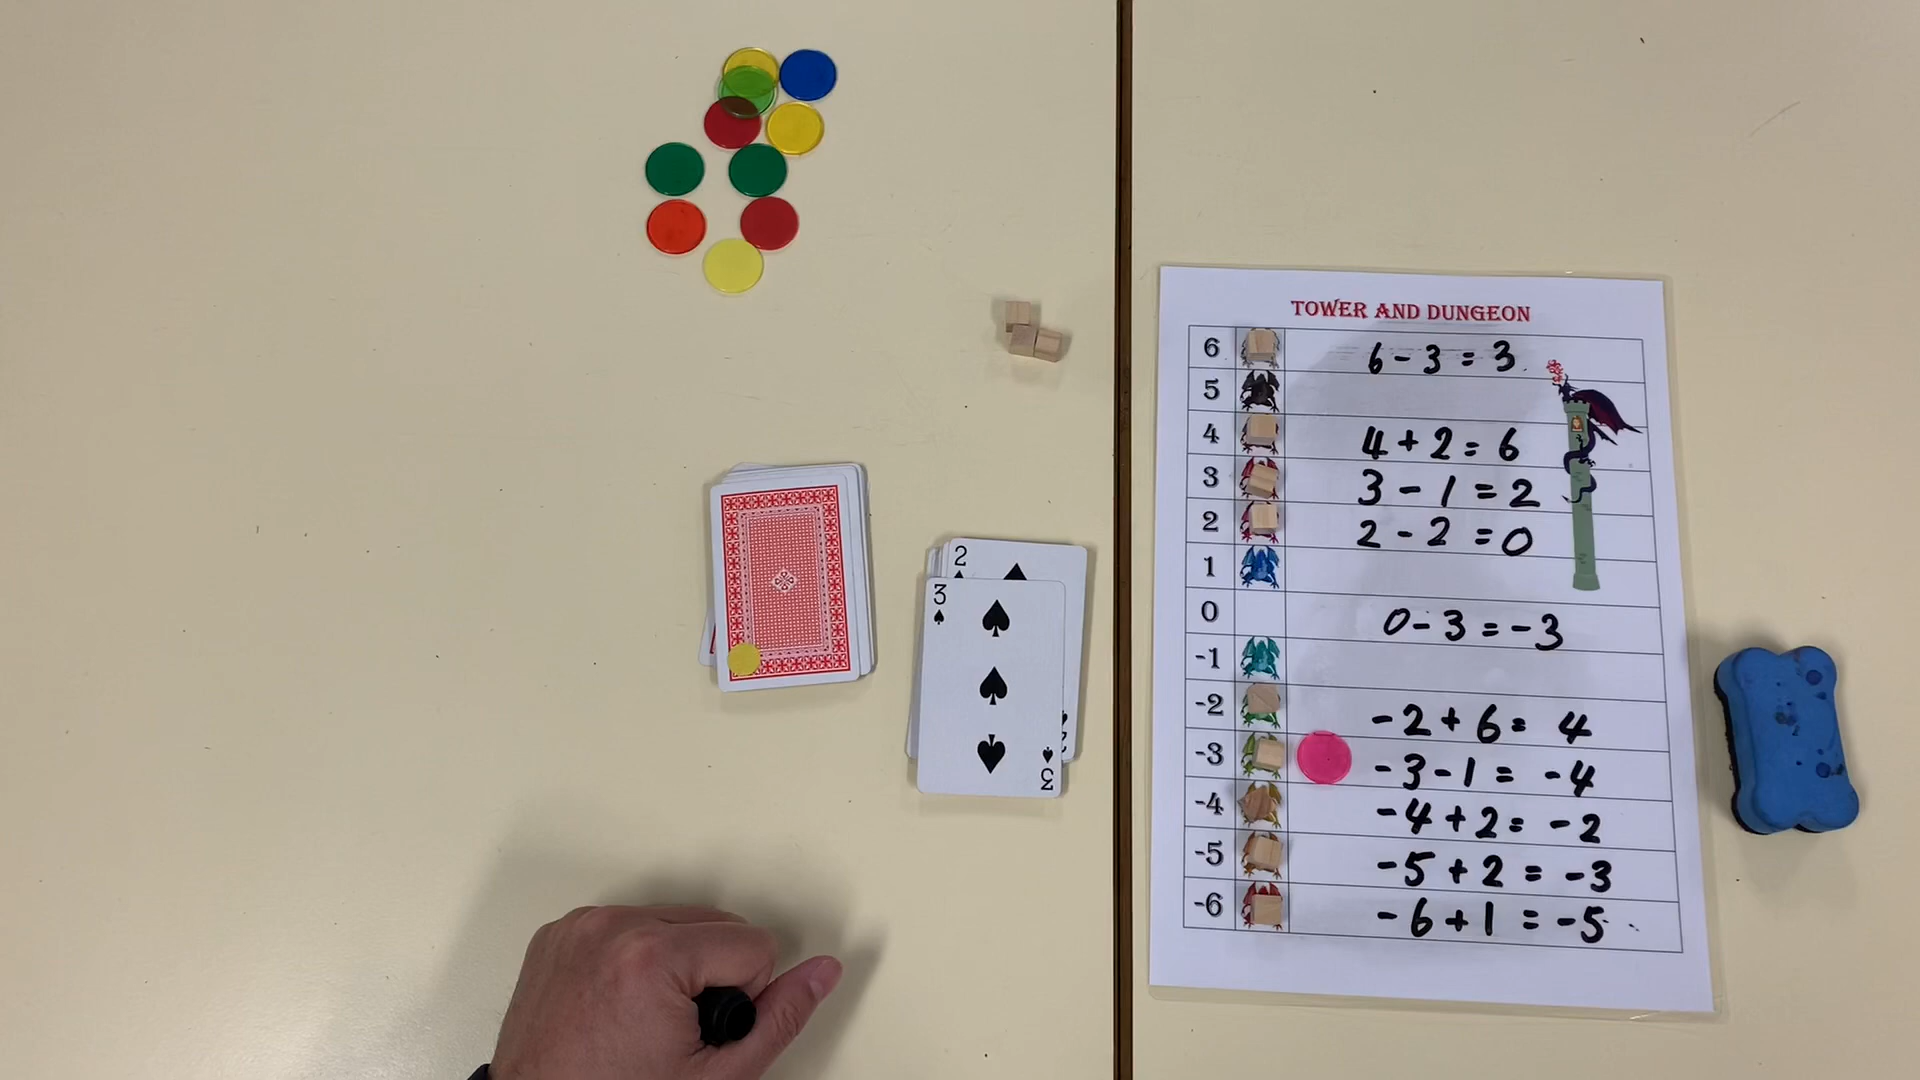 TOWER AND DUNGEON
6 6 - 3 = 3
5
4 4 + 2 = 6
3 3 - 1 = 2
2 2 - 2 = 0
1
0 0 - 3 = -3
-1
-2 -2 + 6 = 4
-3 -3 - 1 = -4
-4 -4 + 2 = -2
-5 -5 + 2 = -3
-6 -6 + 1 = -5
2
3
3